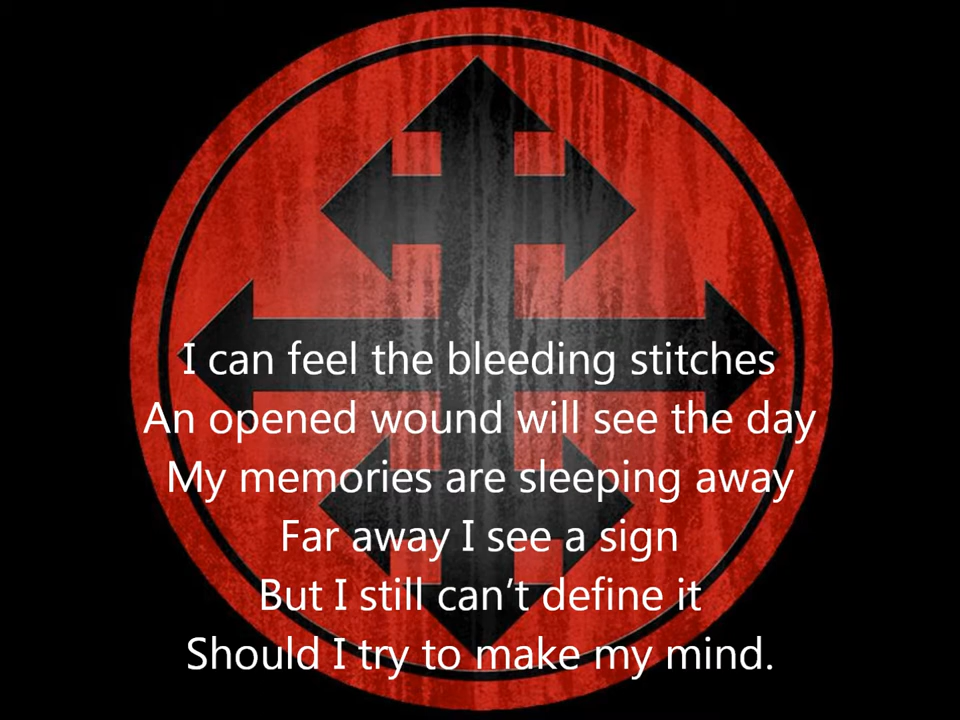 I can feel the bleeding stitches
An opened wound will see the day
My memories are sleeping away
Far away I see a sign
But I still can't define it
Should I try to make my mind.